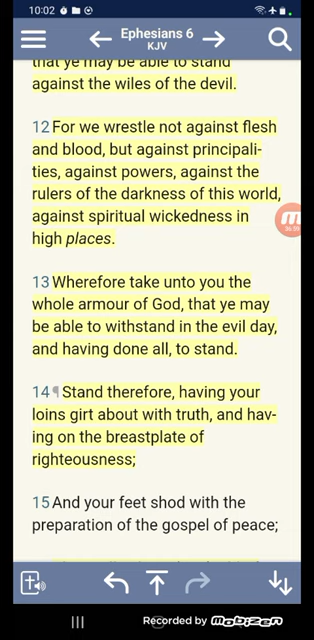 10:02
Ephesians 6
KJV
that ye may be able to stand
against the wiles of the devil.
12 For we wrestle not against flesh
and blood, but against principali-
ties, against powers, against the
rulers of the darkness of this world,
against spiritual wickedness in
high places.
13 Wherefore take unto you the
whole armour of God, that ye may
be able to withstand in the evil day,
and having done all, to stand.
14 ¶ Stand therefore, having your
loins girt about with truth, and hav-
ing on the breastplate of
righteousness;
15 And your feet shod with the
preparation of the gospel of peace;
Recorded by mobizen